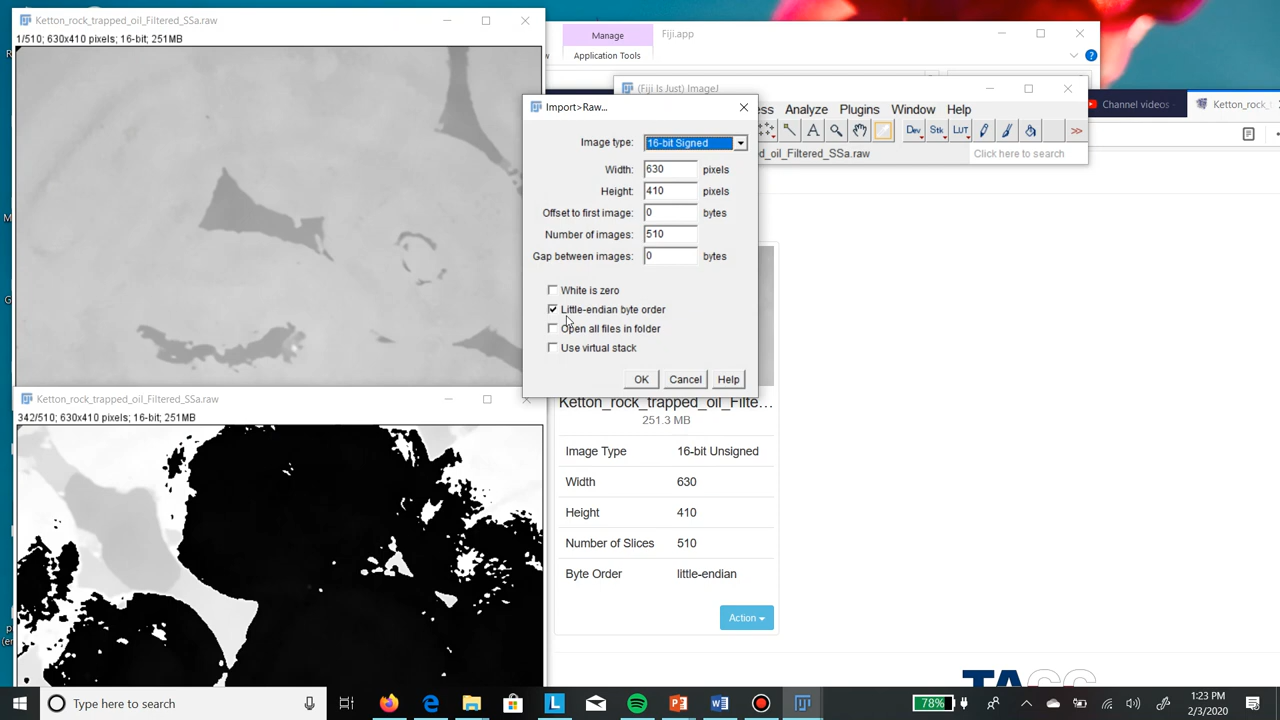 Ketton_rock_trapped_oil_Filtered_SSa.raw
1/510; 630x410 pixels; 16-bit; 251MB
Manage
Fiji.app
Application Tools
(Fiji Is Just) ImageJ
Analyze Plugins Window Help
Dev Stk LUT >>
oil_Filtered_SSa.raw
Click here to search
Channel videos
Ketton_rock_
Import>Raw...
Image type: 16-bit Signed
Width: 630 pixels
Height: 410 pixels
Offset to first image: 0 bytes
Number of images: 510
Gap between images: 0 bytes
White is zero
Little-endian byte order
Open all files in folder
Use virtual stack
OK Cancel Help
Ketton_rock_trapped_oil_Filtered_SSa.raw
342/510; 630x410 pixels; 16-bit; 251MB
Ketton_rock_trapped_oil_Filte...
251.3 MB
Image Type 16-bit Unsigned
Width 630
Height 410
Number of Slices 510
Byte Order little-endian
Action
TACC
Type here to search
78%
1:23 PM
2/3/2020